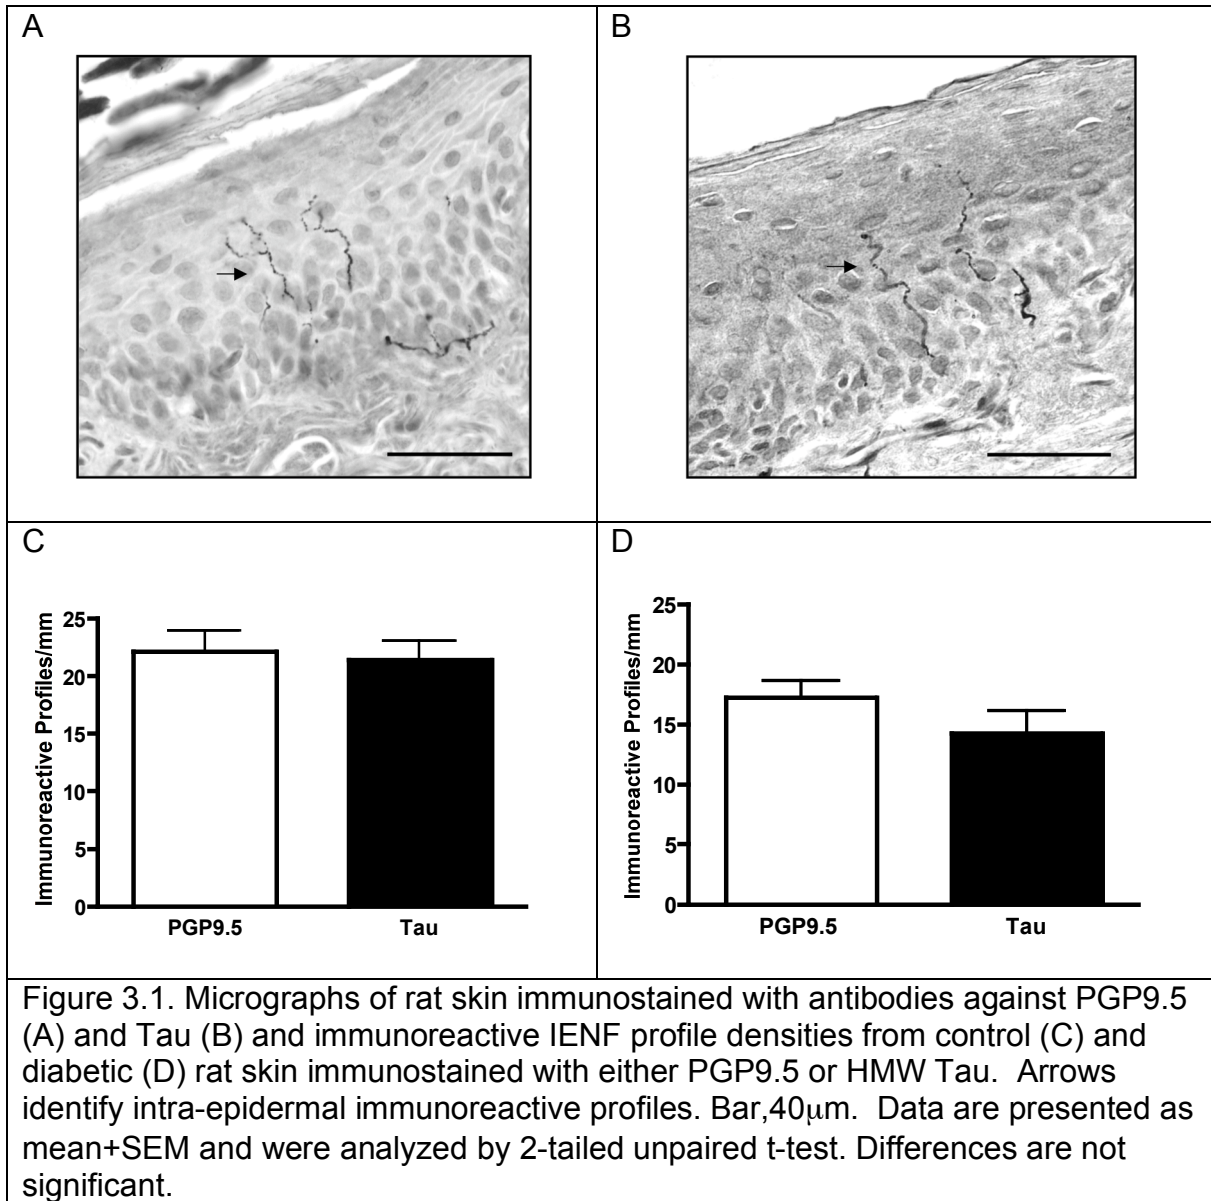 A
B
C
Immunoreactive Profiles/mm
25
20
15
10
5
0
PGP9.5 Tau
D
Immunoreactive Profiles/mm
25
20
15
10
5
0
PGP9.5 Tau
Figure 3.1. Micrographs of rat skin immunostained with antibodies against PGP9.5
(A) and Tau (B) and immunoreactive IENF profile densities from control (C) and
diabetic (D) rat skin immunostained with either PGP9.5 or HMW Tau.  Arrows
identify intra-epidermal immunoreactive profiles. Bar,40μm.  Data are presented as
mean+SEM and were analyzed by 2-tailed unpaired t-test. Differences are not
significant.